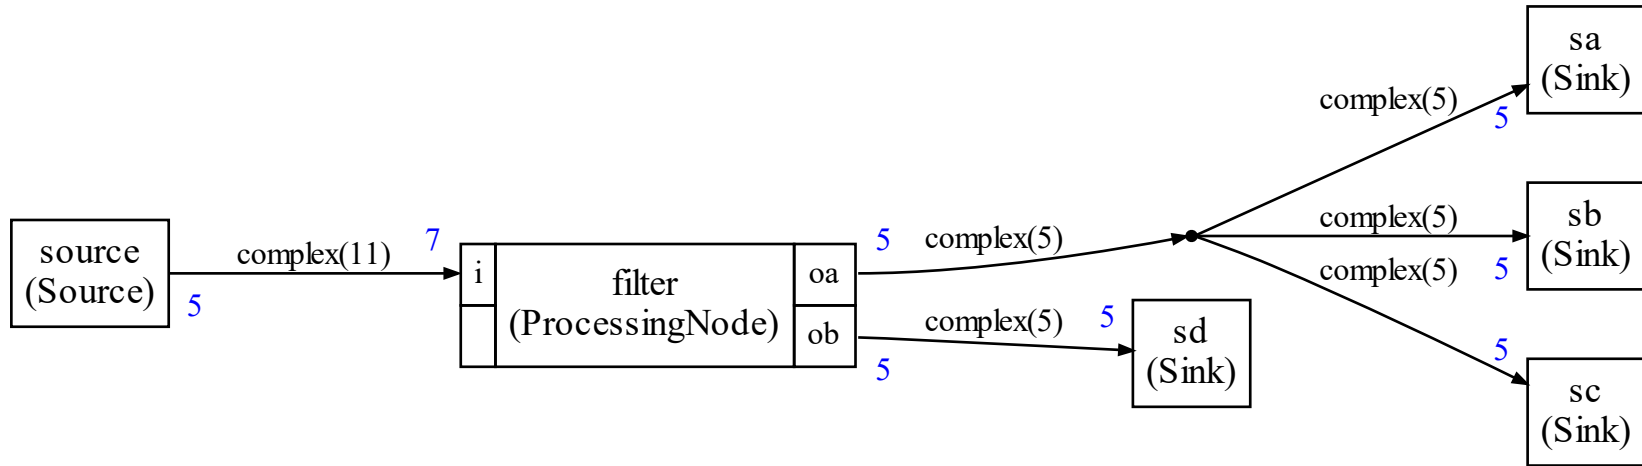 source
(Source)
5
complex(11)
7
i
filter
(ProcessingNode)
oa
ob
5
complex(5)
5
complex(5)
5
sd
(Sink)
complex(5)
5
sa
(Sink)
complex(5)
5
sb
(Sink)
complex(5)
5
sc
(Sink)